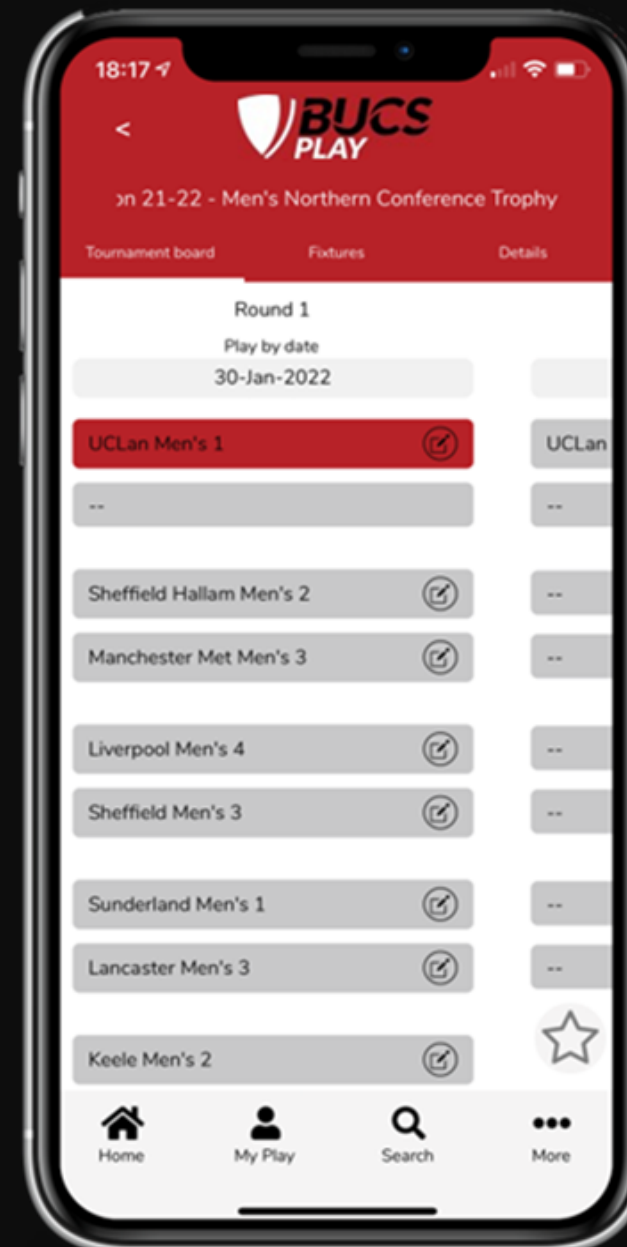 18:17
<
BUCS
PLAY
on 21-22 - Men's Northern Conference Trophy
Tournament board Fixtures Details
Round 1
Play by date
30-Jan-2022
UCLan Men's 1 UCLan
-- --
Sheffield Hallam Men's 2 --
Manchester Met Men's 3 --
Liverpool Men's 4 --
Sheffield Men's 3 --
Sunderland Men's 1 --
Lancaster Men's 3 --
Keele Men's 2
Home My Play Search More